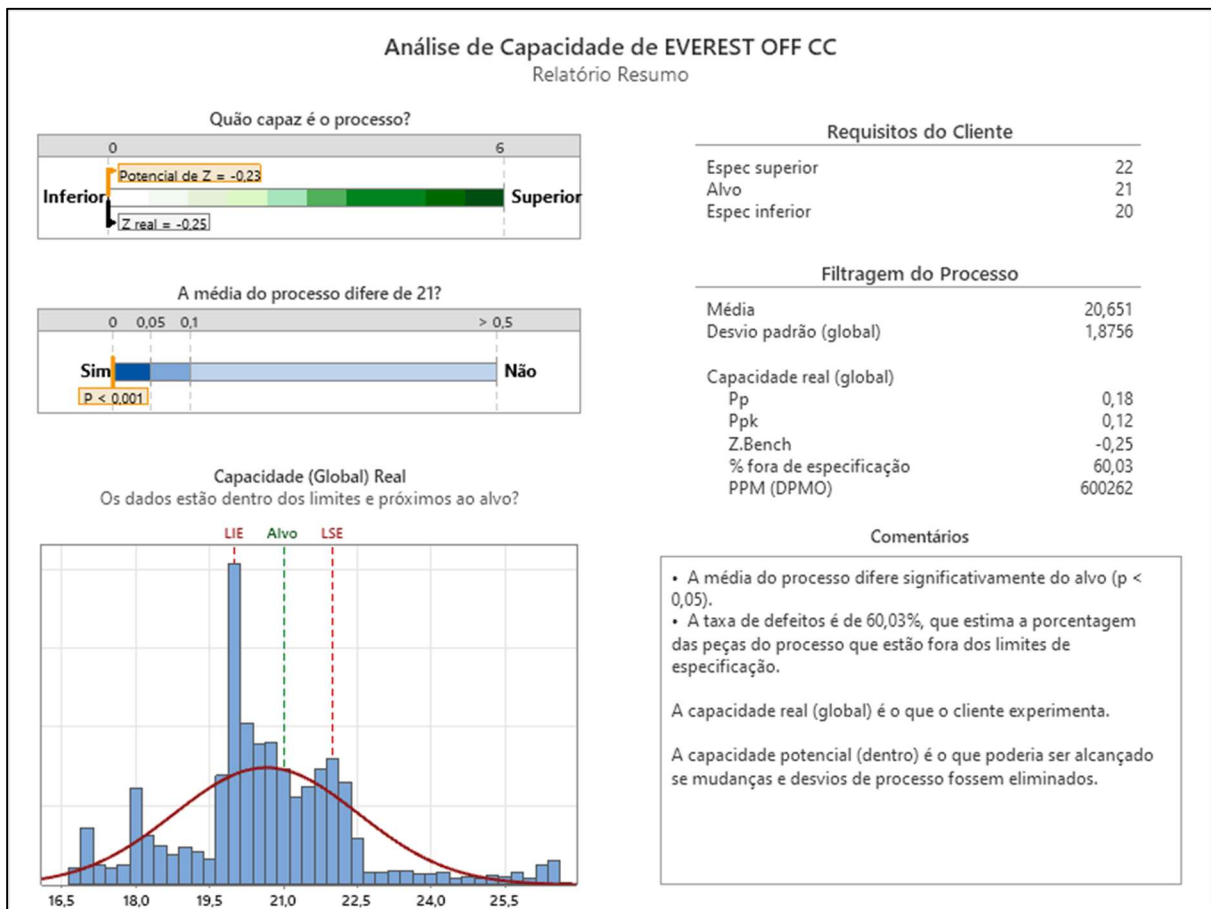 Análise de Capacidade de EVEREST OFF CC
Relatório Resumo
Quão capaz é o processo?
0 6
Potencial de Z = -0,23
Inferior Superior
Z real = -0,25
A média do processo difere de 21?
0 0,05 0,1 > 0,5
Sim Não
P < 0,001
Capacidade (Global) Real
Os dados estão dentro dos limites e próximos ao alvo?
LIE Alvo LSE
16,5 18,0 19,5 21,0 22,5 24,0 25,5
Requisitos do Cliente
Espec superior 22
Alvo 21
Espec inferior 20
Filtragem do Processo
Média 20,651
Desvio padrão (global) 1,8756
Capacidade real (global)
Pp 0,18
Ppk 0,12
Z.Bench -0,25
% fora de especificação 60,03
PPM (DPMO) 600262
Comentários
• A média do processo difere significativamente do alvo (p <
0,05).
• A taxa de defeitos é de 60,03%, que estima a porcentagem
das peças do processo que estão fora dos limites de
especificação.
A capacidade real (global) é o que o cliente experimenta.
A capacidade potencial (dentro) é o que poderia ser alcançado
se mudanças e desvios de processo fossem eliminados.